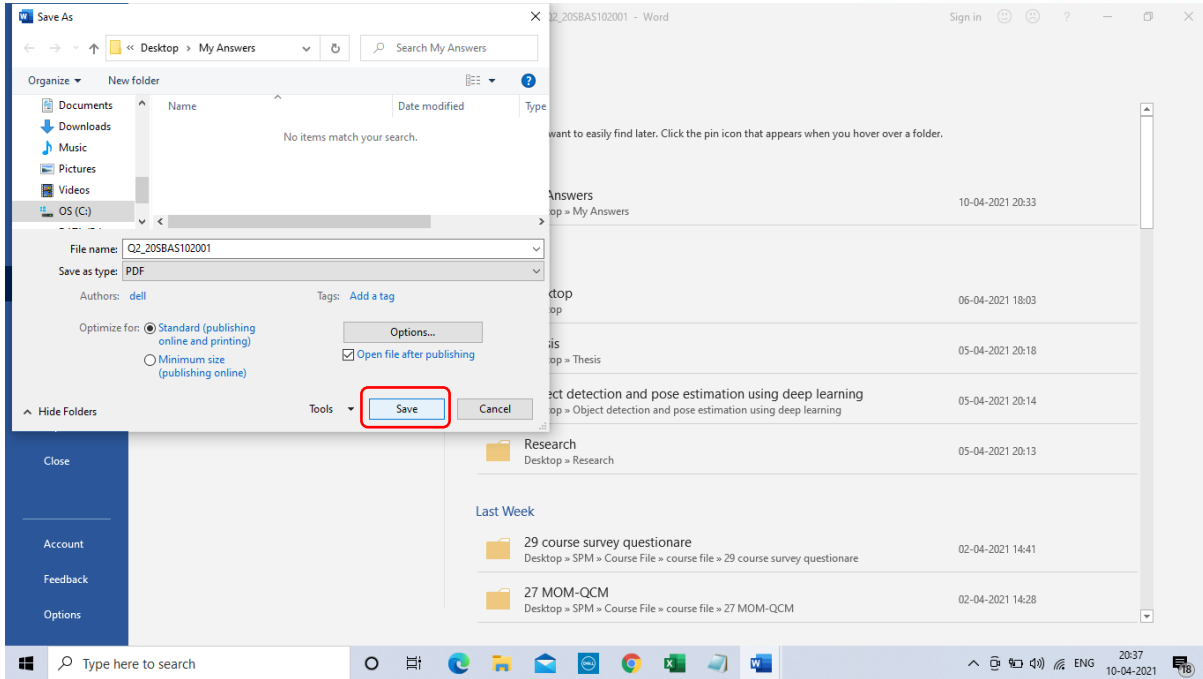 Save As
Q2_20SBAS102001 - Word
Sign in
?
« Desktop › My Answers
Search My Answers
Organize
New folder
?
Documents
Downloads
Music
Pictures
Videos
OS (C:)
Name
Date modified
Type
No items match your search.
File name: Q2_20SBAS102001
Save as type: PDF
Authors: dell
Tags: Add a tag
Optimize for: Standard (publishing
online and printing)
Minimum size
(publishing online)
Options...
Open file after publishing
Hide Folders
Tools
Save
Cancel
want to easily find later. Click the pin icon that appears when you hover over a folder.
Answers
op » My Answers
10-04-2021 20:33
ktop
op
06-04-2021 18:03
sis
op » Thesis
05-04-2021 20:18
ect detection and pose estimation using deep learning
op » Object detection and pose estimation using deep learning
05-04-2021 20:14
Research
Desktop » Research
05-04-2021 20:13
Last Week
29 course survey questionare
Desktop » SPM » Course File » course file » 29 course survey questionare
02-04-2021 14:41
27 MOM-QCM
Desktop » SPM » Course File » course file » 27 MOM-QCM
02-04-2021 14:28
Close
Account
Feedback
Options
Type here to search
DELL
ENG
20:37
10-04-2021
18